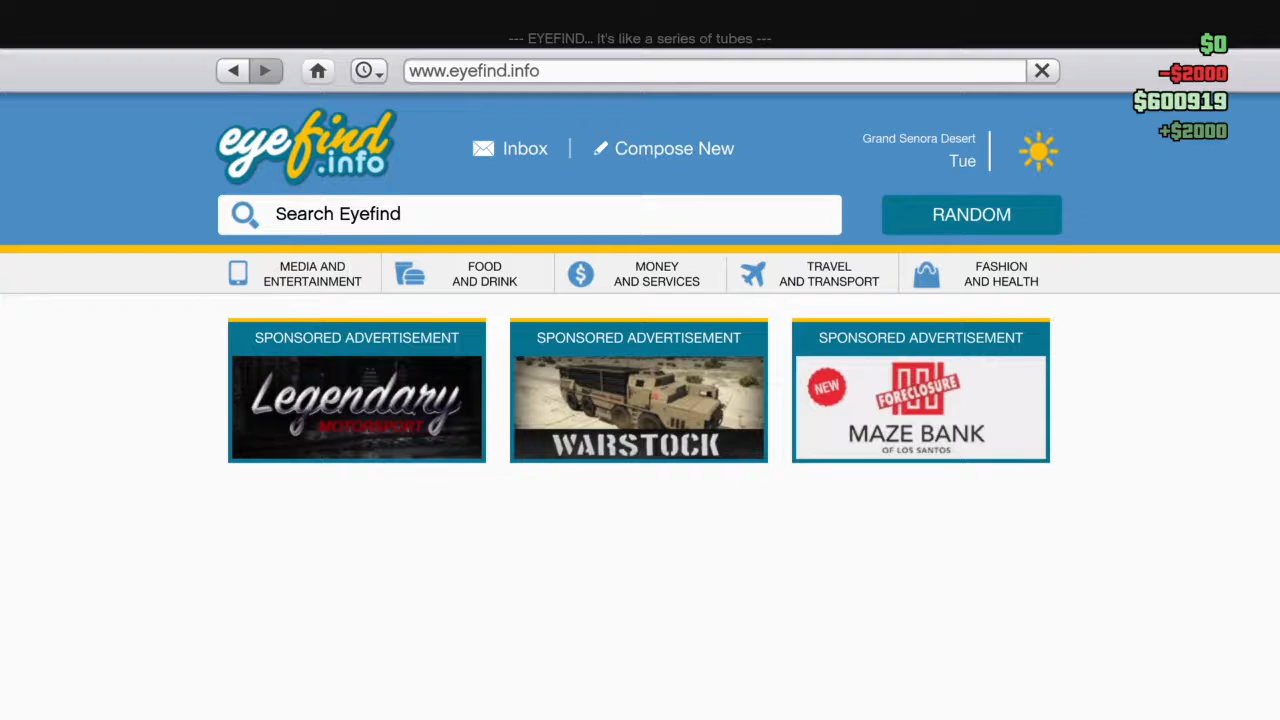 --- EYEFIND... It's like a series of tubes ---
www.eyefind.info
$0
-$2000
$600919
+$2000
eyefind
.info
Inbox
Compose New
Grand Senora Desert
Tue
Search Eyefind
RANDOM
MEDIA AND
ENTERTAINMENT
FOOD
AND DRINK
MONEY
AND SERVICES
TRAVEL
AND TRANSPORT
FASHION
AND HEALTH
SPONSORED ADVERTISEMENT
Legendary
MOTORSPORT
SPONSORED ADVERTISEMENT
WARSTOCK
SPONSORED ADVERTISEMENT
NEW
FORECLOSURE
MAZE BANK
OF LOS SANTOS